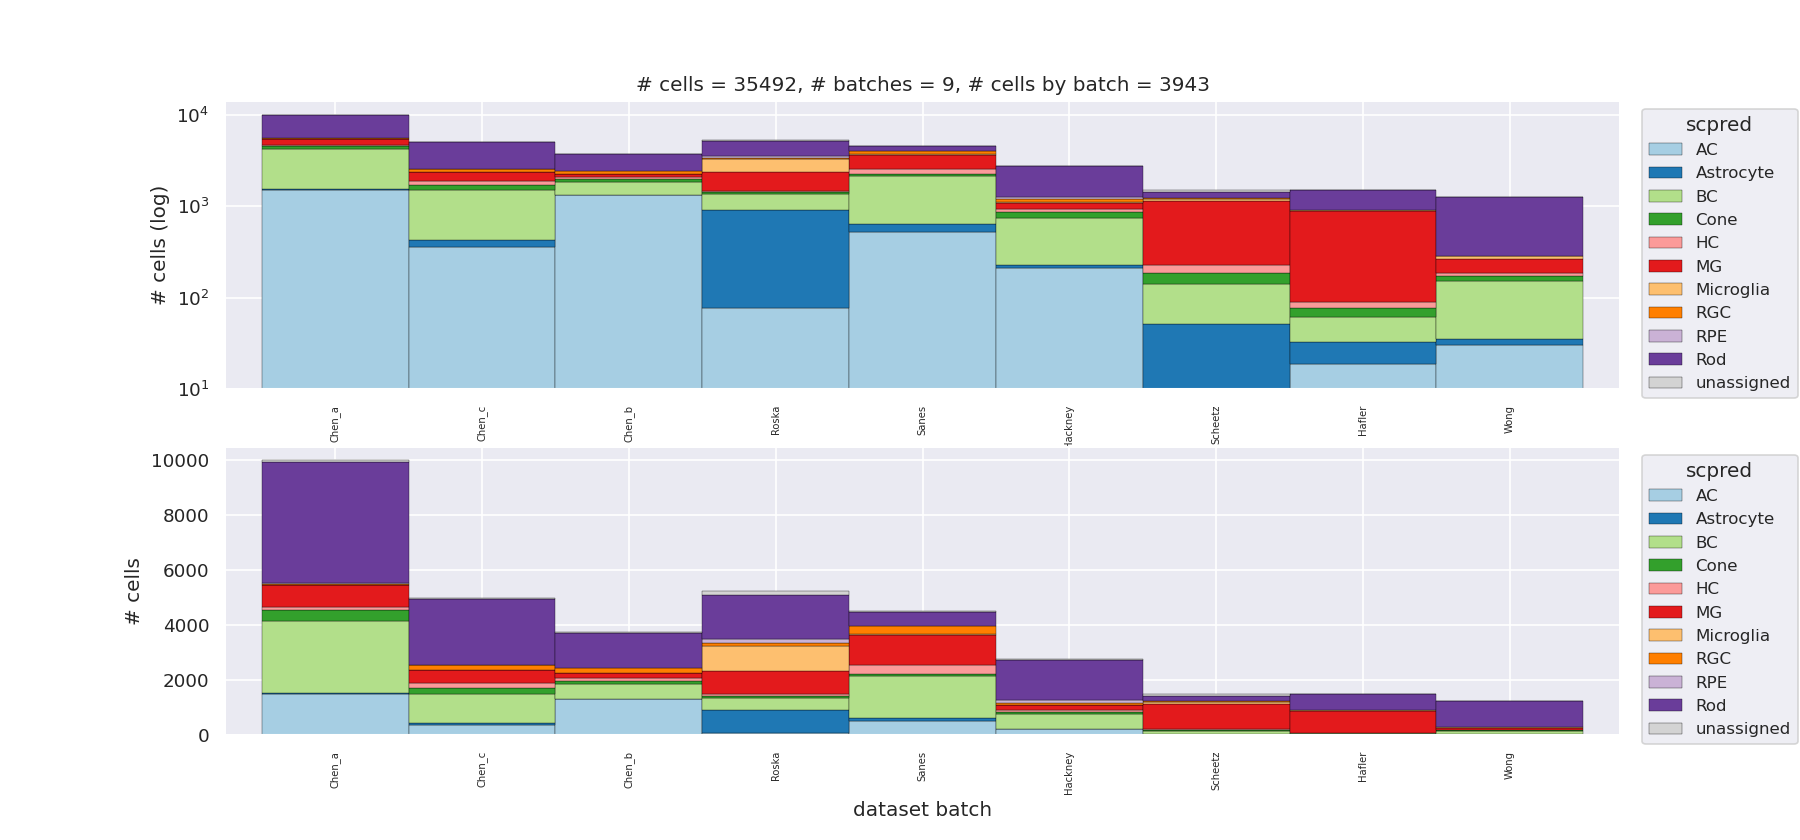 # cells = 35492, # batches = 9, # cells by batch = 3943
# cells (log)
10⁴
10³
10²
10¹
Chen_a
Chen_c
Chen_b
Roska
Sanes
Hackney
Scheetz
Hafler
Wong
scpred
AC
Astrocyte
BC
Cone
HC
MG
Microglia
RGC
RPE
Rod
unassigned
# cells
10000
8000
6000
4000
2000
0
Chen_a
Chen_c
Chen_b
Roska
Sanes
Hackney
Scheetz
Hafler
Wong
dataset batch
scpred
AC
Astrocyte
BC
Cone
HC
MG
Microglia
RGC
RPE
Rod
unassigned